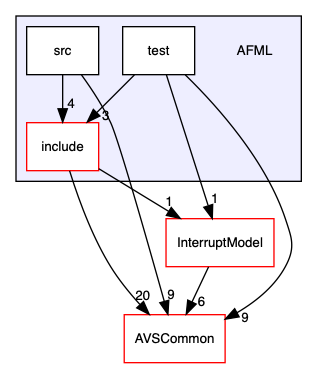 src
test
AFML
4
3
include
1
1
InterruptModel
20
9
6
9
AVSCommon